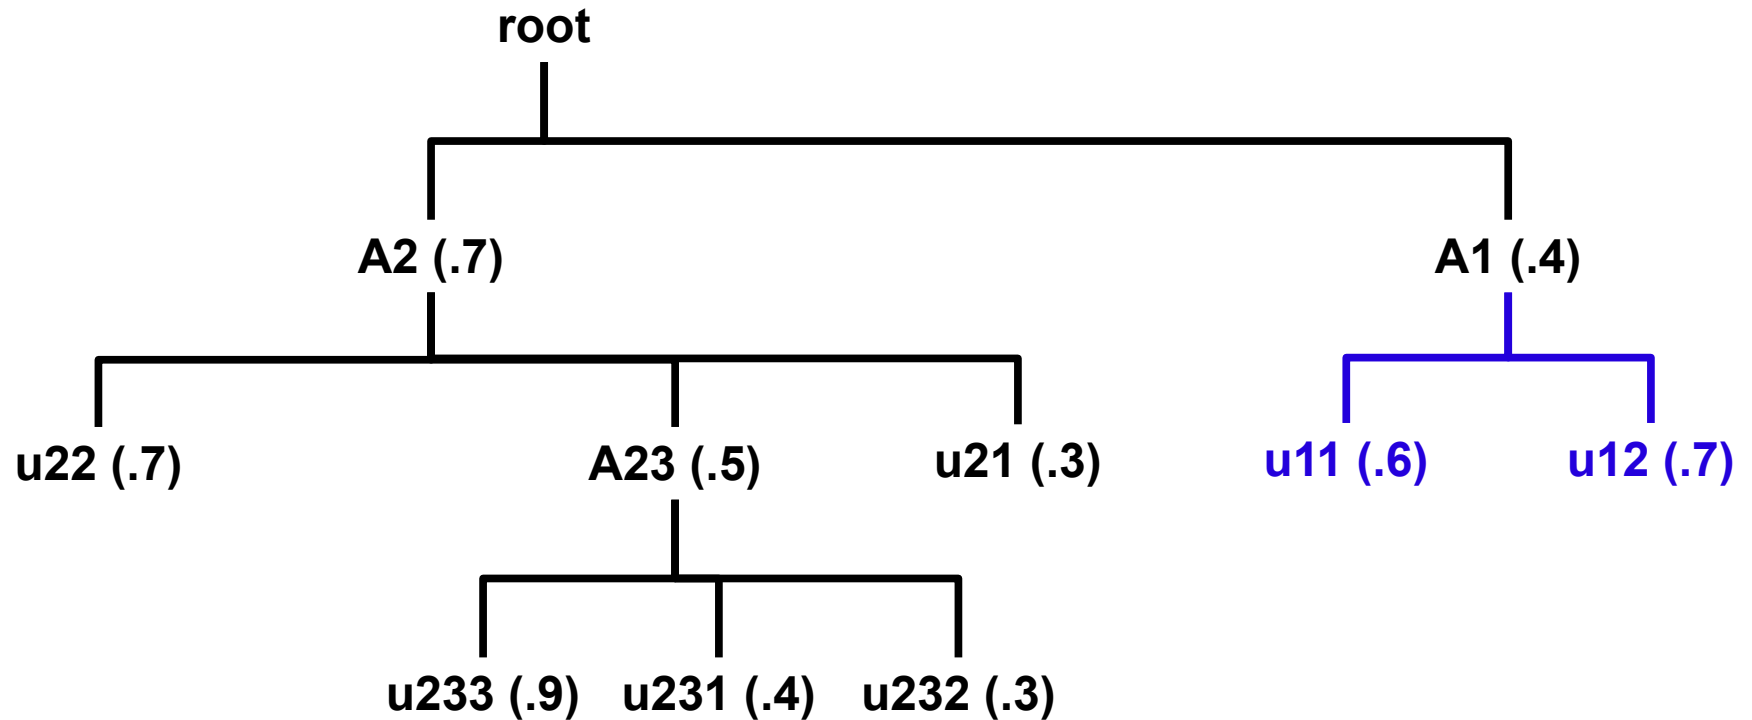 root
A2 (.7)
A1 (.4)
u22 (.7)
A23 (.5)
u21 (.3)
u11 (.6)
u12 (.7)
u233 (.9)
u231 (.4)
u232 (.3)